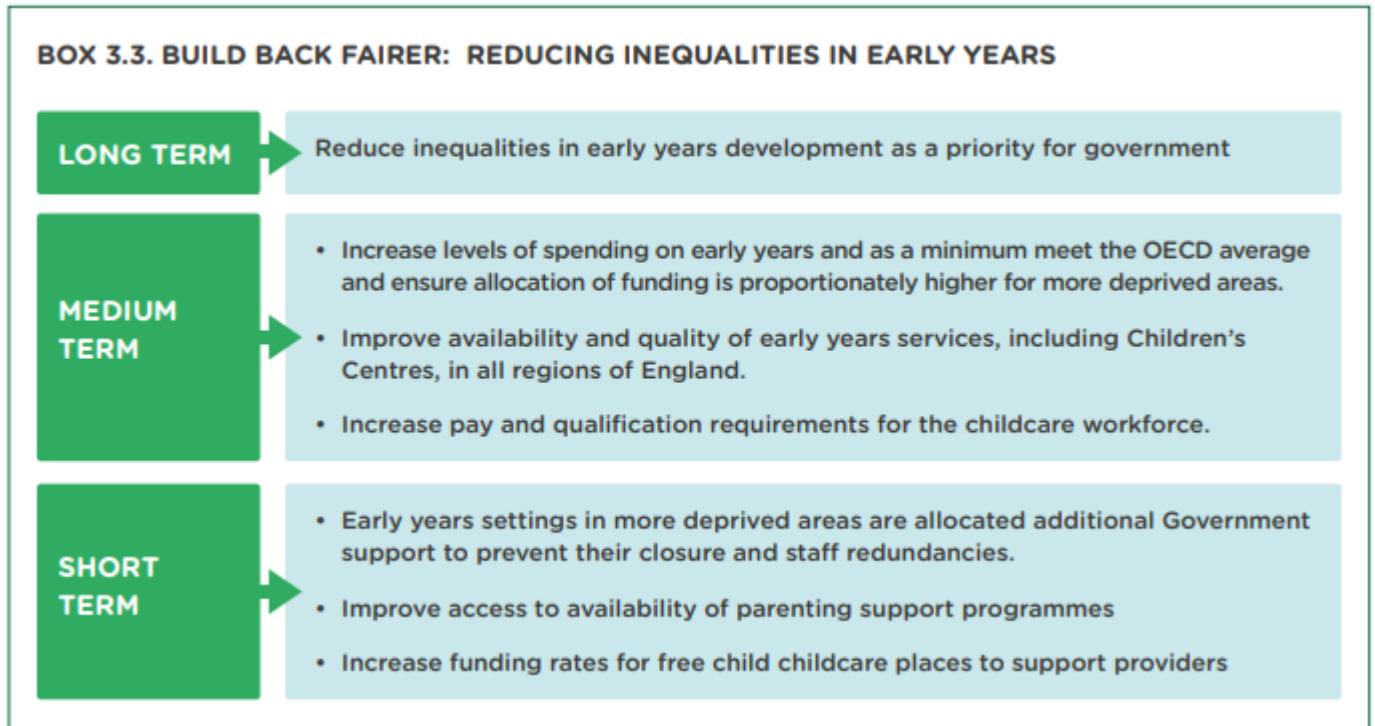 BOX 3.3. BUILD BACK FAIRER: REDUCING INEQUALITIES IN EARLY YEARS
LONG TERM
Reduce inequalities in early years development as a priority for government
MEDIUM
TERM
• Increase levels of spending on early years and as a minimum meet the OECD average
and ensure allocation of funding is proportionately higher for more deprived areas.
• Improve availability and quality of early years services, including Children's
Centres, in all regions of England.
• Increase pay and qualification requirements for the childcare workforce.
SHORT
TERM
• Early years settings in more deprived areas are allocated additional Government
support to prevent their closure and staff redundancies.
• Improve access to availability of parenting support programmes
• Increase funding rates for free child childcare places to support providers